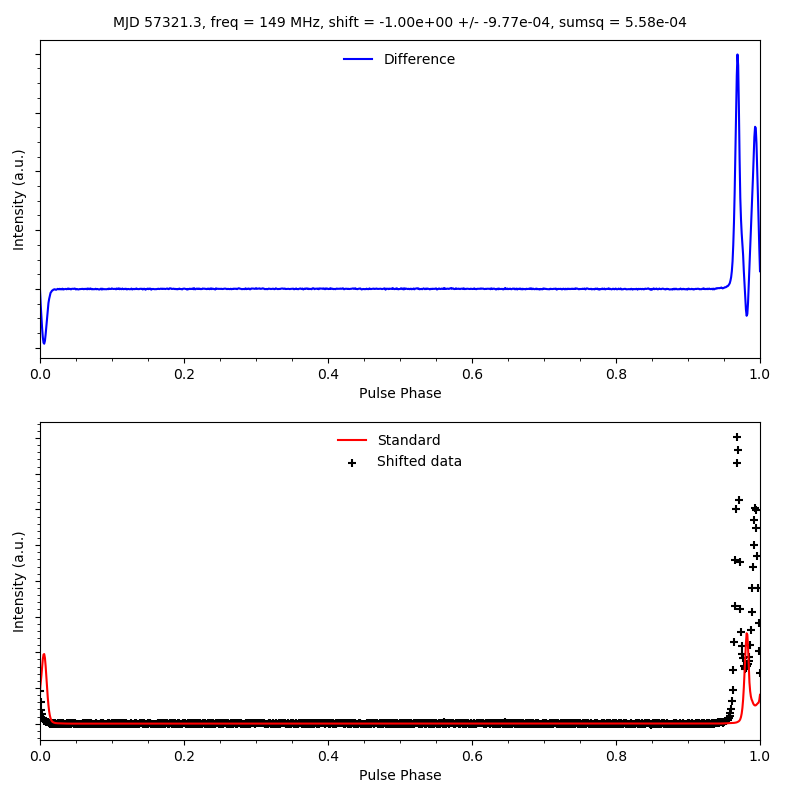 MJD 57321.3, freq = 149 MHz, shift = -1.00e+00 +/- -9.77e-04, sumsq = 5.58e-04
Difference
Intensity (a.u.)
0.0 0.2 0.4 0.6 0.8 1.0
Pulse Phase
Standard
Shifted data
Intensity (a.u.)
0.0 0.2 0.4 0.6 0.8 1.0
Pulse Phase